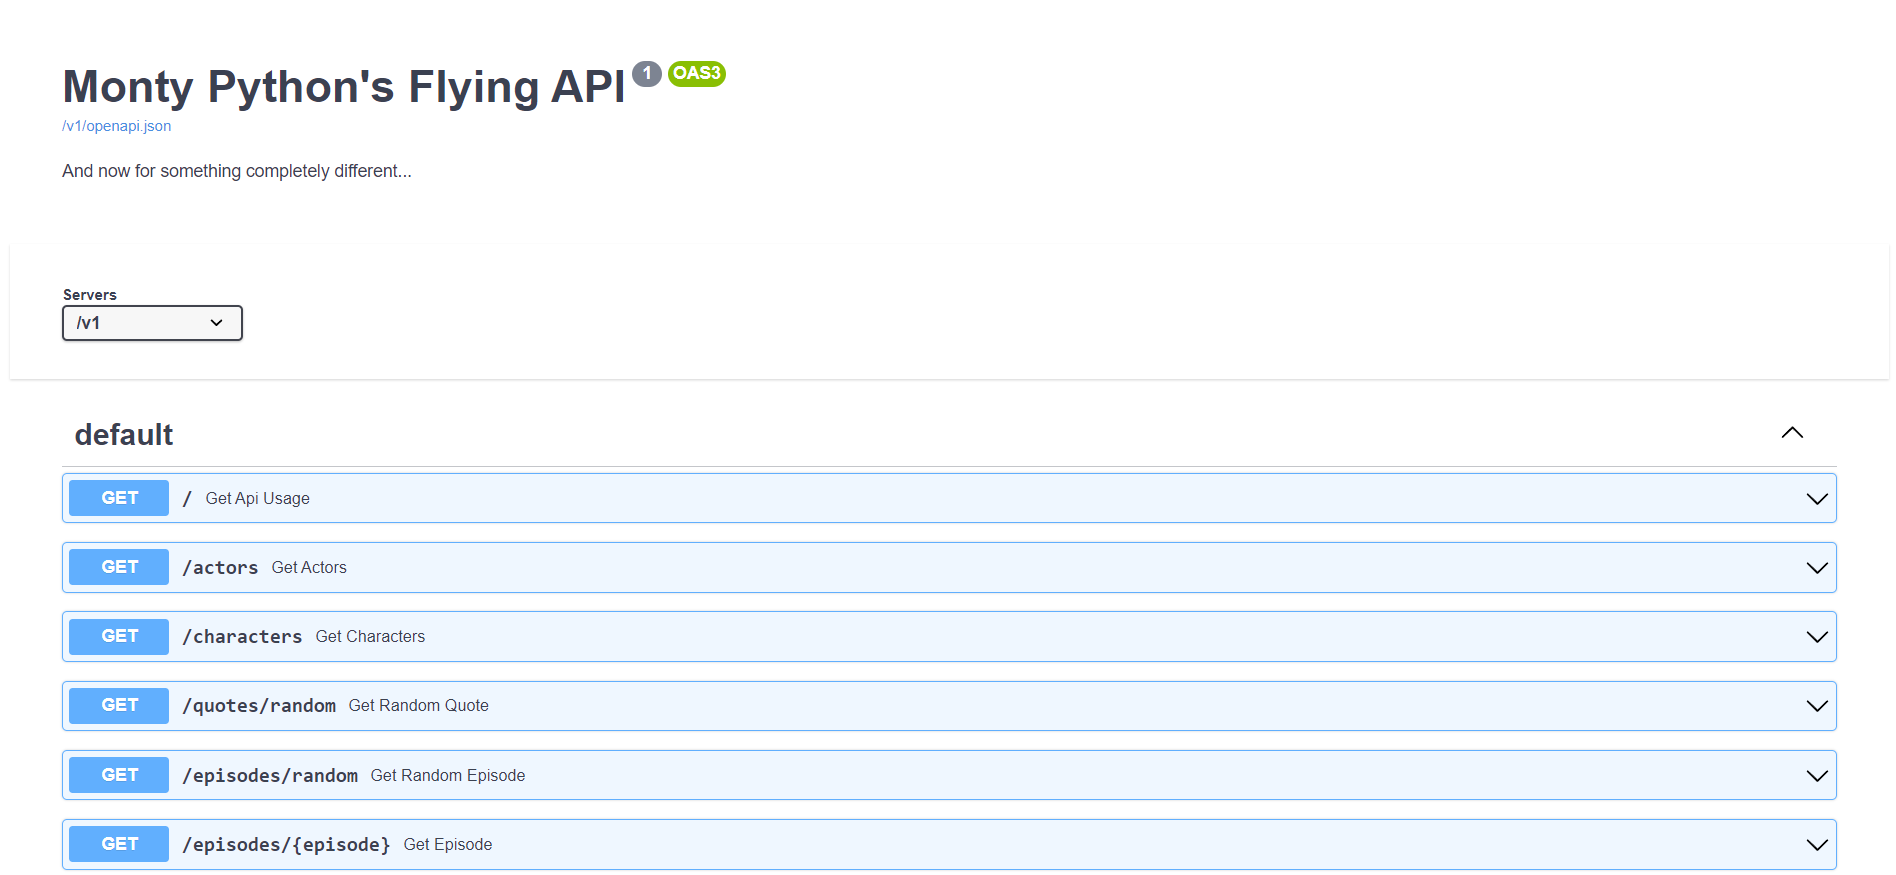 Monty Python's Flying API 1 OAS3
/v1/openapi.json
And now for something completely different...
Servers
/v1
default
GET / Get Api Usage
GET /actors Get Actors
GET /characters Get Characters
GET /quotes/random Get Random Quote
GET /episodes/random Get Random Episode
GET /episodes/{episode} Get Episode